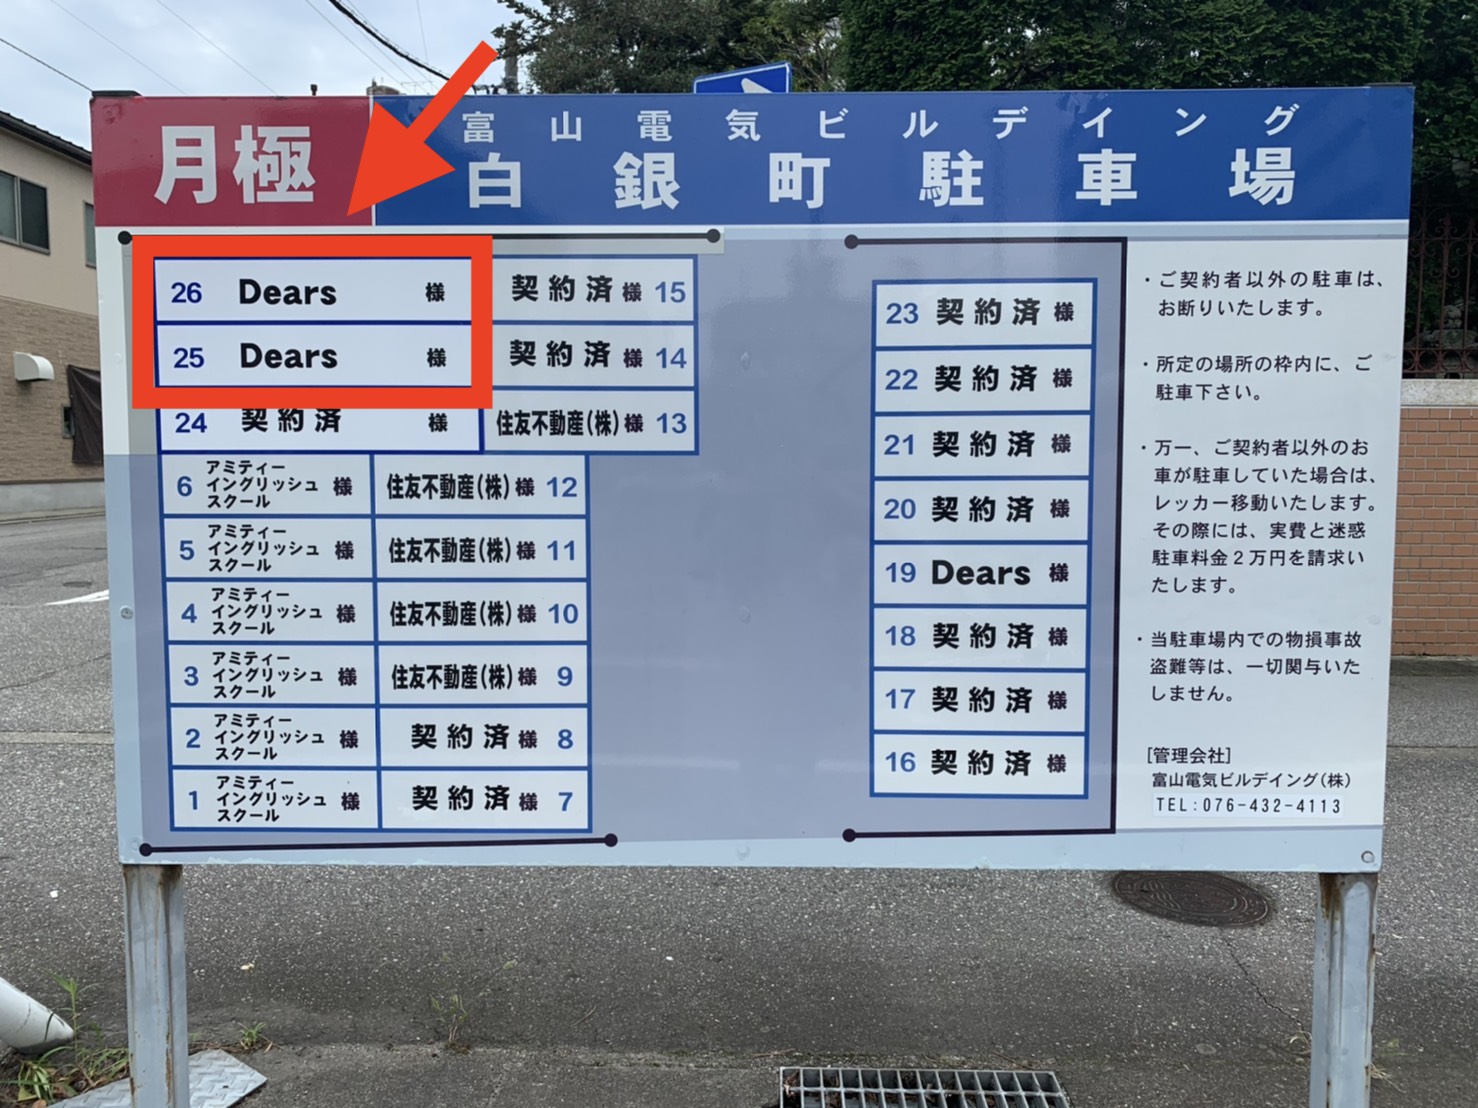 月極
富山電気ビルデイング
白銀町駐車場
26 Dears 様
25 Dears 様
24 契約済 様
契約済様 15
契約済様 14
住友不動産(株)様 13
6 アミティー
イングリッシュ 様
スクール
住友不動産(株)様 12
5 アミティー
イングリッシュ 様
スクール
住友不動産(株)様 11
4 アミティー
イングリッシュ 様
スクール
住友不動産(株)様 10
3 アミティー
イングリッシュ 様
スクール
住友不動産(株)様 9
2 アミティー
イングリッシュ 様
スクール
契約済様 8
1 アミティー
イングリッシュ 様
スクール
契約済様 7
23 契約済 様
22 契約済 様
21 契約済 様
20 契約済 様
19 Dears 様
18 契約済 様
17 契約済 様
16 契約済 様
・ご契約者以外の駐車は、
お断りいたします。
・所定の場所の枠内に、ご
駐車下さい。
・万一、ご契約者以外のお
車が駐車していた場合は、
レッカー移動いたします。
その際には、実費と迷惑
駐車料金2万円を請求い
たします。
・当駐車場内での物損事故
盗難等は、一切関与いた
しません。
[管理会社]
富山電気ビルデイング(株)
TEL:076-432-4113